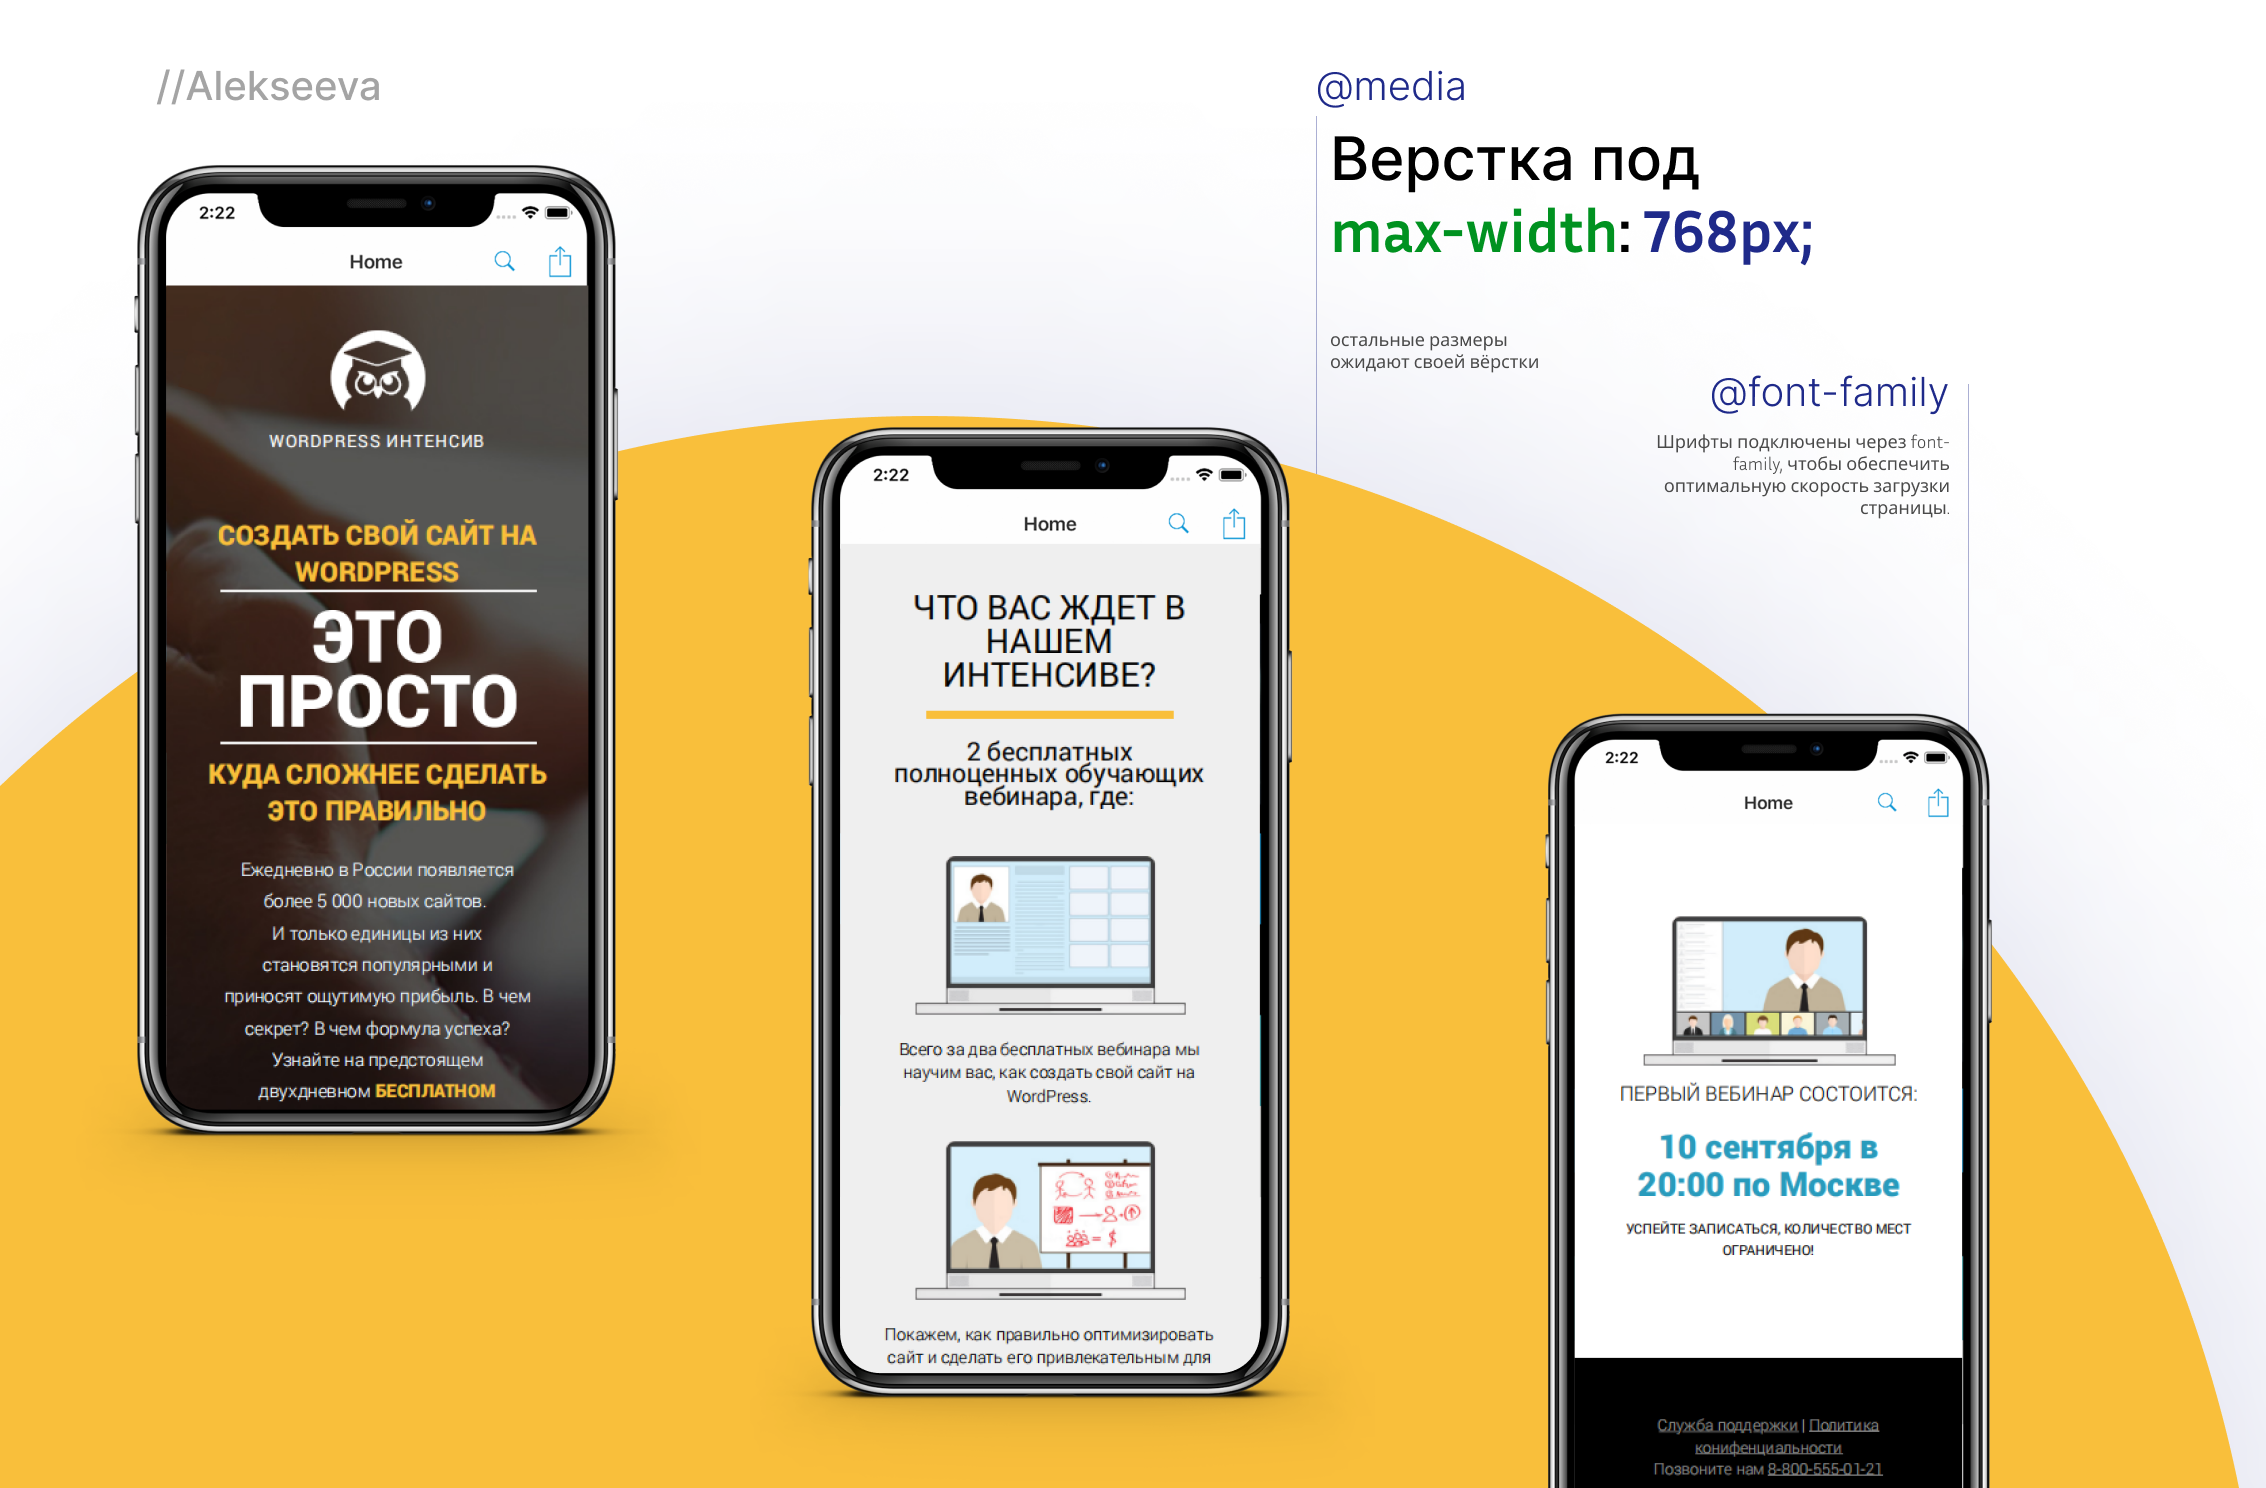 //Alekseeva
@media
Верстка под
max-width: 768px;
остальные размеры
ожидают своей вёрстки
@font-family
Шрифты подключены через font-
family, чтобы обеспечить
оптимальную скорость загрузки
страницы.
2:22
Home
WORDPRESS ИНТЕНСИВ
СОЗДАТЬ СВОЙ САЙТ НА
WORDPRESS
ЭТО
ПРОСТО
КУДА СЛОЖНЕЕ СДЕЛАТЬ
ЭТО ПРАВИЛЬНО
Ежедневно в России появляется
более 5 000 новых сайтов.
И только единицы из них
становятся популярными и
приносят ощутимую прибыль. В чем
секрет? В чем формула успеха?
Узнайте на предстоящем
двухдневном БЕСПЛАТНОМ
2:22
Home
ЧТО ВАС ЖДЕТ В
НАШЕМ
ИНТЕНСИВЕ?
2 бесплатных
полноценных обучающих
вебинара, где:
Всего за два бесплатных вебинара мы
научим вас, как создать свой сайт на
WordPress.
Покажем, как правильно оптимизировать
сайт и сделать его привлекательным для
2:22
Home
ПЕРВЫЙ ВЕБИНАР СОСТОИТСЯ:
10 сентября в
20:00 по Москве
УСПЕЙТЕ ЗАПИСАТЬСЯ, КОЛИЧЕСТВО МЕСТ
ОГРАНИЧЕНО!
Служба поддержки | Политика
конифенциальности
Позвоните нам 8-800-555-01-21